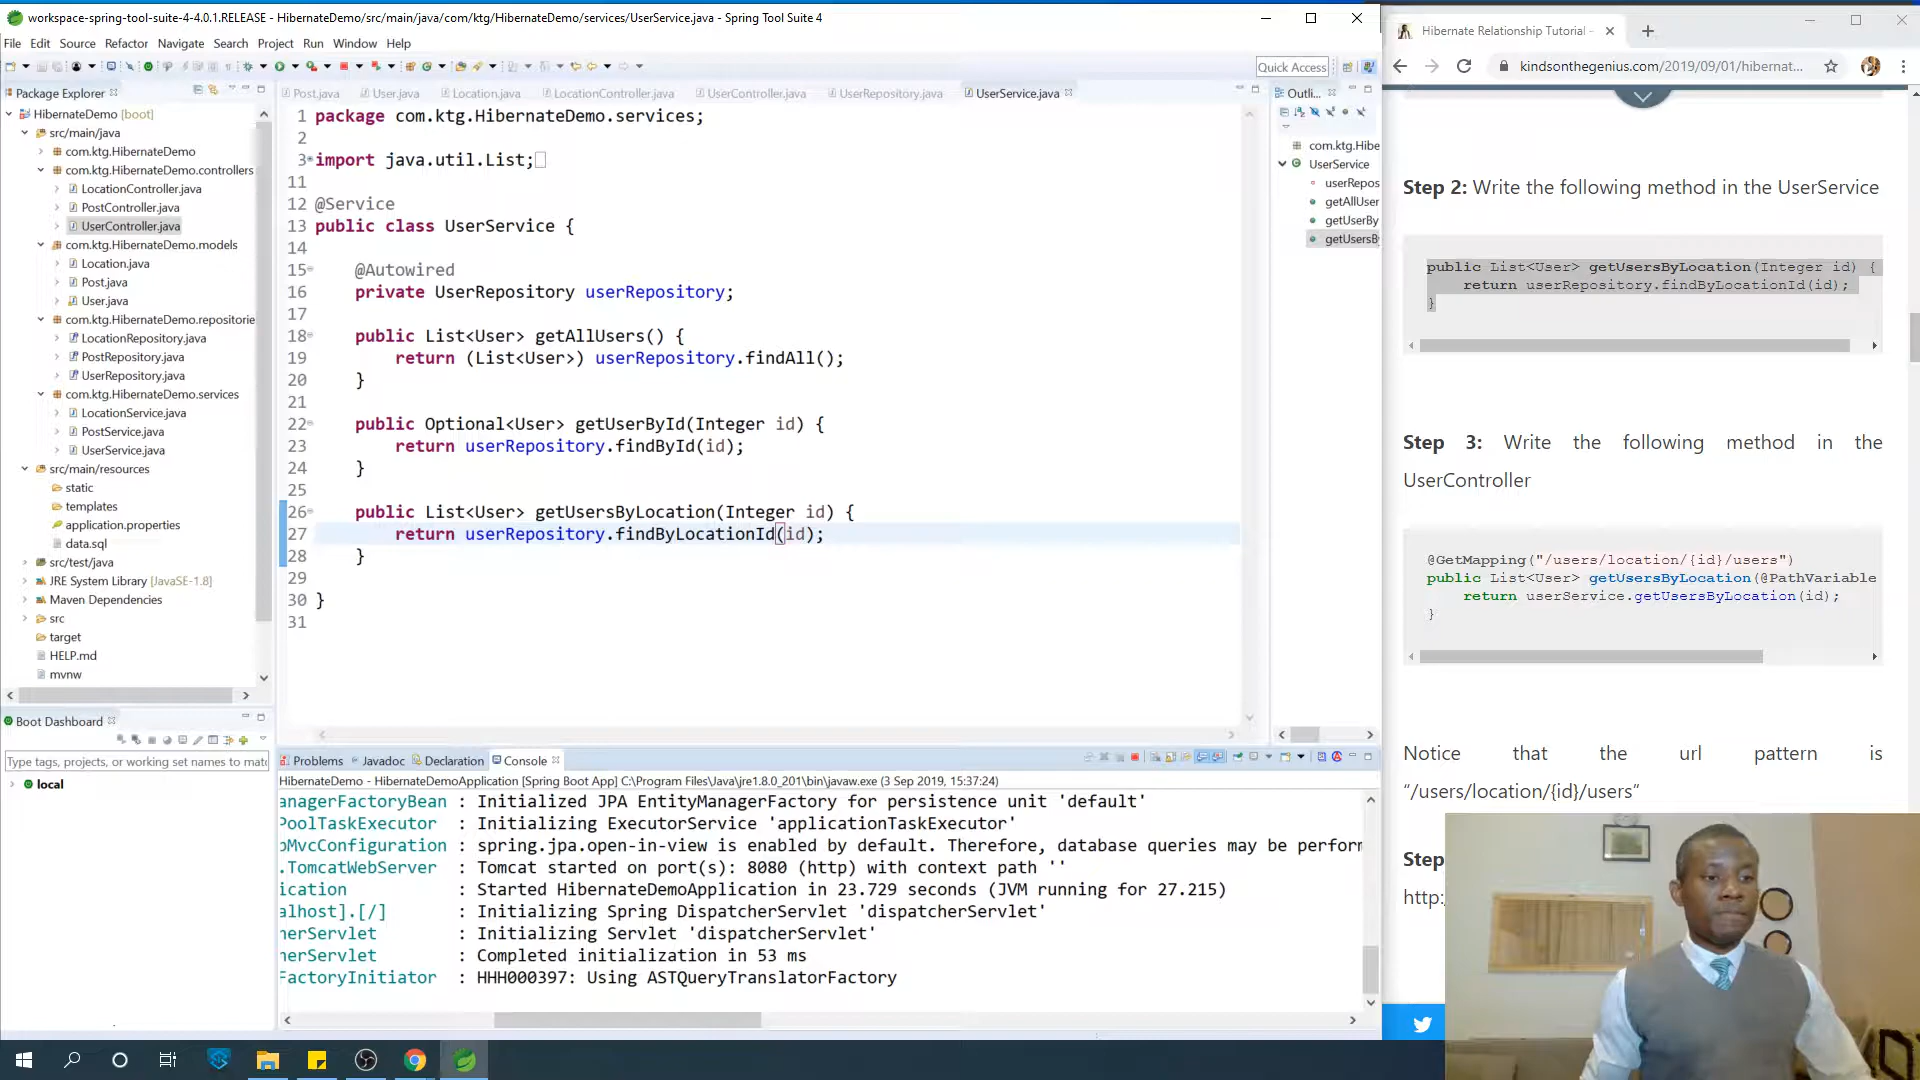 workspace-spring-tool-suite-4-4.0.1.RELEASE - HibernateDemo/src/main/java/com/ktg/HibernateDemo/services/UserService.java - Spring Tool Suite 4
File Edit Source Refactor Navigate Search Project Run Window Help
Quick Access
Package Explorer
HibernateDemo [boot]
src/main/java
com.ktg.HibernateDemo
com.ktg.HibernateDemo.controllers
LocationController.java
PostController.java
UserController.java
com.ktg.HibernateDemo.models
Location.java
Post.java
User.java
com.ktg.HibernateDemo.repositorie
LocationRepository.java
PostRepository.java
UserRepository.java
com.ktg.HibernateDemo.services
LocationService.java
PostService.java
UserService.java
src/main/resources
static
templates
application.properties
data.sql
src/test/java
JRE System Library [JavaSE-1.8]
Maven Dependencies
src
target
HELP.md
mvnw
Boot Dashboard
Type tags, projects, or working set names to mat
local
Post.java User.java Location.java LocationController.java UserController.java UserRepository.java UserService.java
1 package com.ktg.HibernateDemo.services;
2
3 import java.util.List;
11
12 @Service
13 public class UserService {
14
15 @Autowired
16 private UserRepository userRepository;
17
18 public List<User> getAllUsers() {
19 return (List<User>) userRepository.findAll();
20 }
21
22 public Optional<User> getUserById(Integer id) {
23 return userRepository.findById(id);
24 }
25
26 public List<User> getUsersByLocation(Integer id) {
27 return userRepository.findByLocationId(id);
28 }
29
30 }
31
Outli...
com.ktg.Hibe
UserService
userRepos
getAllUser
getUserBy
getUsersB
Problems Javadoc Declaration Console
HibernateDemo - HibernateDemoApplication [Spring Boot App] C:\Program Files\Java\jre1.8.0_201\bin\javaw.exe (3 Sep 2019, 15:37:24)
anagerFactoryBean : Initialized JPA EntityManagerFactory for persistence unit 'default'
PoolTaskExecutor : Initializing ExecutorService 'applicationTaskExecutor'
MvcConfiguration : spring.jpa.open-in-view is enabled by default. Therefore, database queries may be perform
.TomcatWebServer : Tomcat started on port(s): 8080 (http) with context path ''
ication : Started HibernateDemoApplication in 23.729 seconds (JVM running for 27.215)
alhost].[/] : Initializing Spring DispatcherServlet 'dispatcherServlet'
herServlet : Initializing Servlet 'dispatcherServlet'
herServlet : Completed initialization in 53 ms
FactoryInitiator : HHH000397: Using ASTQueryTranslatorFactory
Hibernate Relationship Tutorial -
kindsonthegenius.com/2019/09/01/hibernat...
Step 2: Write the following method in the UserService
public List<User> getUsersByLocation(Integer id) {
return userRepository.findByLocationId(id);
}
Step 3: Write the following method in the
UserController
@GetMapping("/users/location/{id}/users")
public List<User> getUsersByLocation(@PathVariable
return userService.getUsersByLocation(id);
}
Notice that the url pattern is
“/users/location/{id}/users”
Step
http: